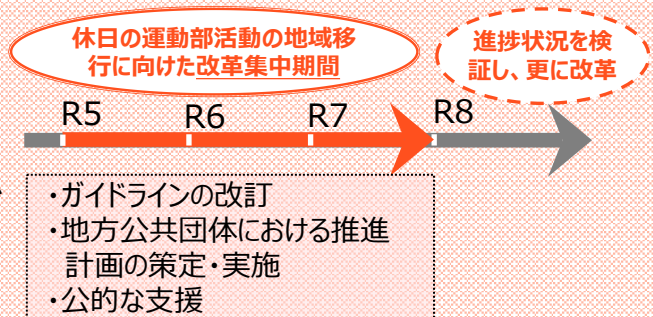 休日の運動部活動の地域移
行に向けた改革集中期間
進捗状況を検
証し、更に改革
R5 R6 R7 R8
・ガイドラインの改訂
・地方公共団体における推進
計画の策定・実施
・公的な支援